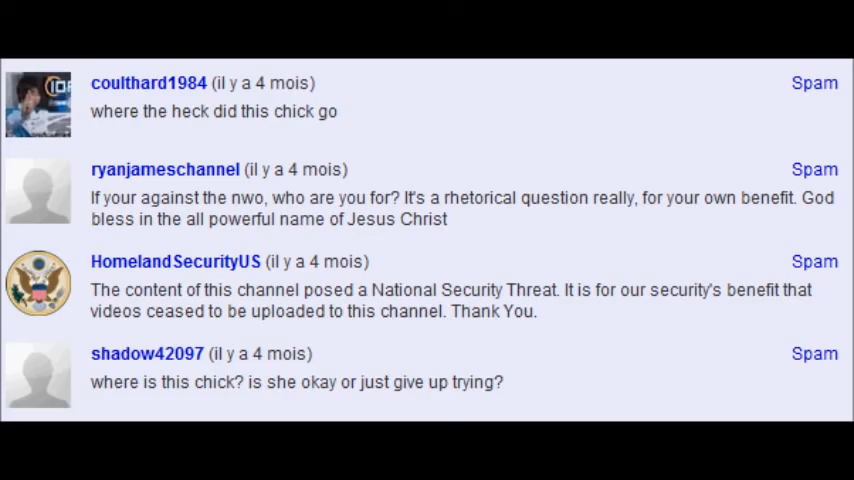 coulthard1984 (il y a 4 mois) Spam
where the heck did this chick go
ryanjameschannel (il y a 4 mois) Spam
If your against the nwo, who are you for? It's a rhetorical question really, for your own benefit. God
bless in the all powerful name of Jesus Christ
HomelandSecurityUS (il y a 4 mois) Spam
The content of this channel posed a National Security Threat. It is for our security's benefit that
videos ceased to be uploaded to this channel. Thank You.
shadow42097 (il y a 4 mois) Spam
where is this chick? is she okay or just give up trying?